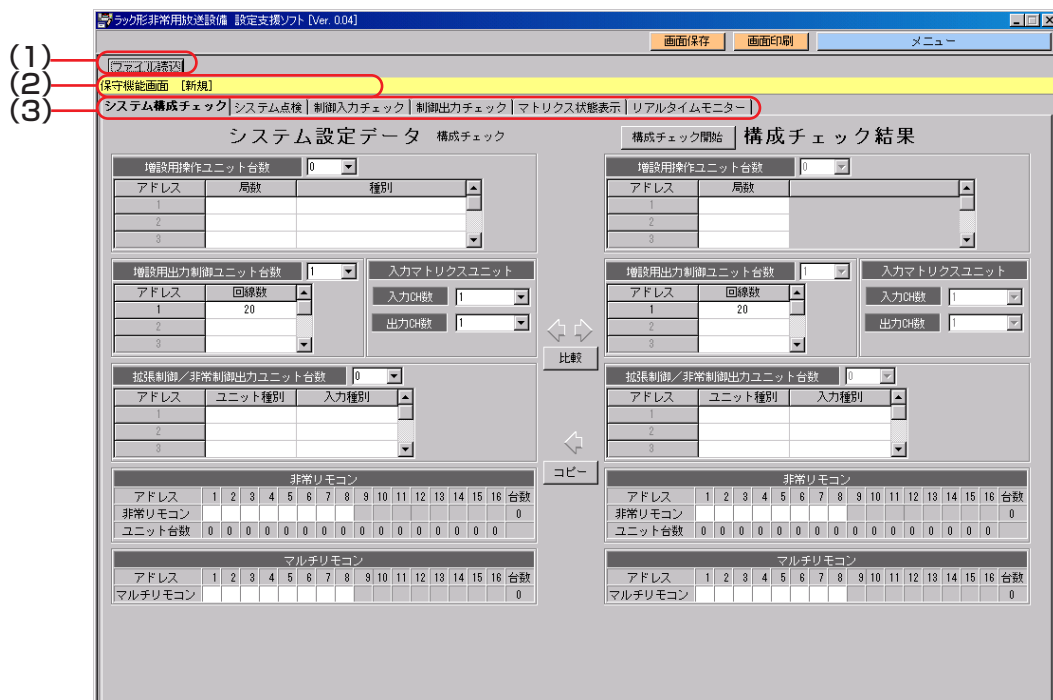 ラック形非常用放送設備 設定支援ソフト [Ver. 0.04]
画面保存 画面印刷 メニュー
(1)
ファイル読込
(2)
保守機能画面 [新規]
(3)
システム構成チェック システム点検 制御入力チェック 制御出力チェック マトリクス状態表示 リアルタイムモニター
システム設定データ 構成チェック
構成チェック開始 構成チェック結果
増設用操作ユニット台数 0
アドレス 局数 種別
1
2
3
増設用操作ユニット台数 0
アドレス 局数
1
2
3
増設用出力制御ユニット台数 1
アドレス 回線数
1 20
2
3
入力マトリクスユニット
入力CH数 1
出力CH数 1
増設用出力制御ユニット台数 1
アドレス 回線数
1 20
2
3
入力マトリクスユニット
入力CH数 1
出力CH数 1
比較
拡張制御/非常制御出力ユニット台数 0
アドレス ユニット種別 入力種別
1
2
3
拡張制御/非常制御出力ユニット台数 0
アドレス ユニット種別 入力種別
1
2
3
コピー
非常リモコン
アドレス 1 2 3 4 5 6 7 8 9 10 11 12 13 14 15 16 台数
非常リモコン 0
ユニット台数 0 0 0 0 0 0 0 0 0 0 0 0 0 0 0 0
非常リモコン
アドレス 1 2 3 4 5 6 7 8 9 10 11 12 13 14 15 16 台数
非常リモコン 0
ユニット台数 0 0 0 0 0 0 0 0 0 0 0 0 0 0 0 0
マルチリモコン
アドレス 1 2 3 4 5 6 7 8 9 10 11 12 13 14 15 16 台数
マルチリモコン 0
マルチリモコン
アドレス 1 2 3 4 5 6 7 8 9 10 11 12 13 14 15 16 台数
マルチリモコン 0